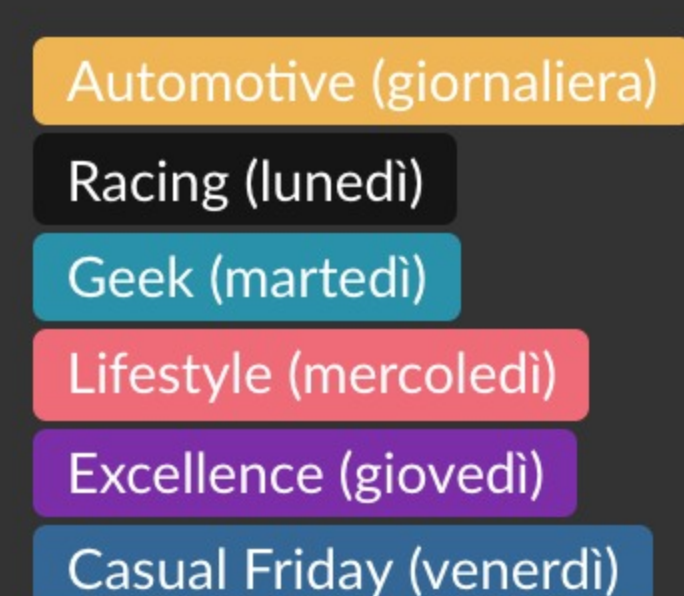 Automotive (giornaliera)
Racing (lunedì)
Geek (martedì)
Lifestyle (mercoledì)
Excellence (giovedì)
Casual Friday (venerdì)